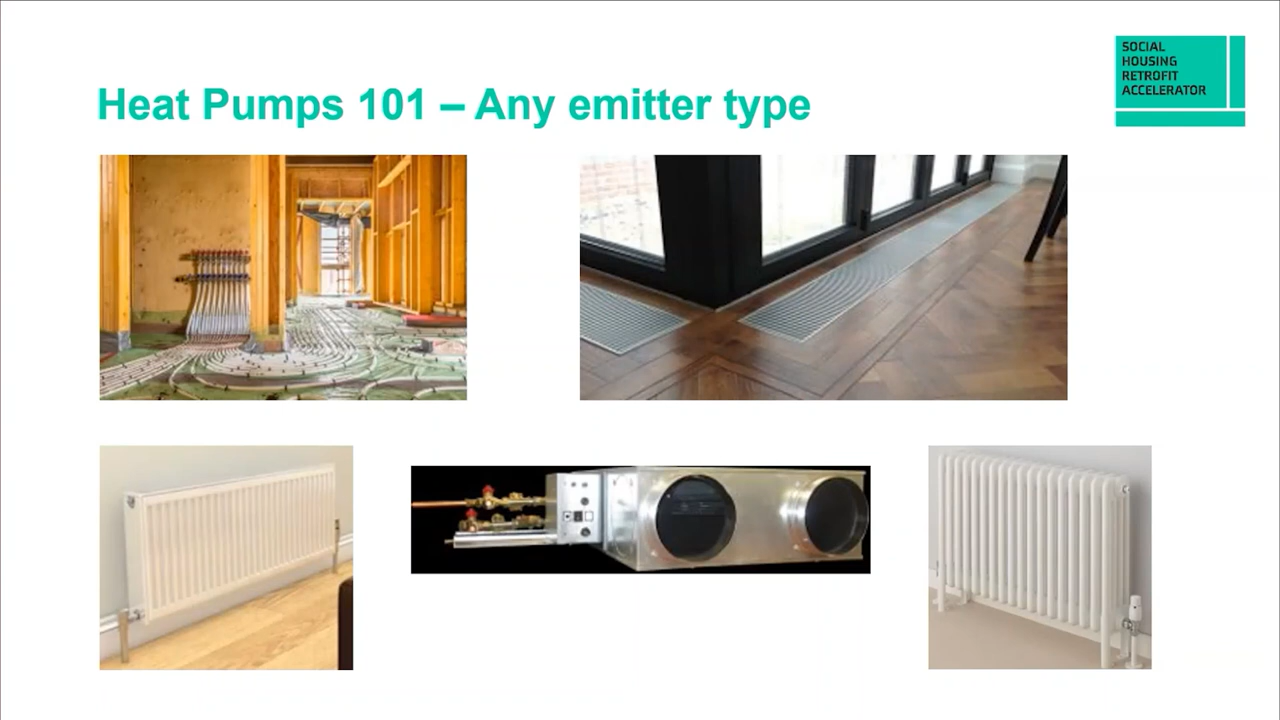 Heat Pumps 101 – Any emitter type
SOCIAL
HOUSING
RETROFIT
ACCELERATOR